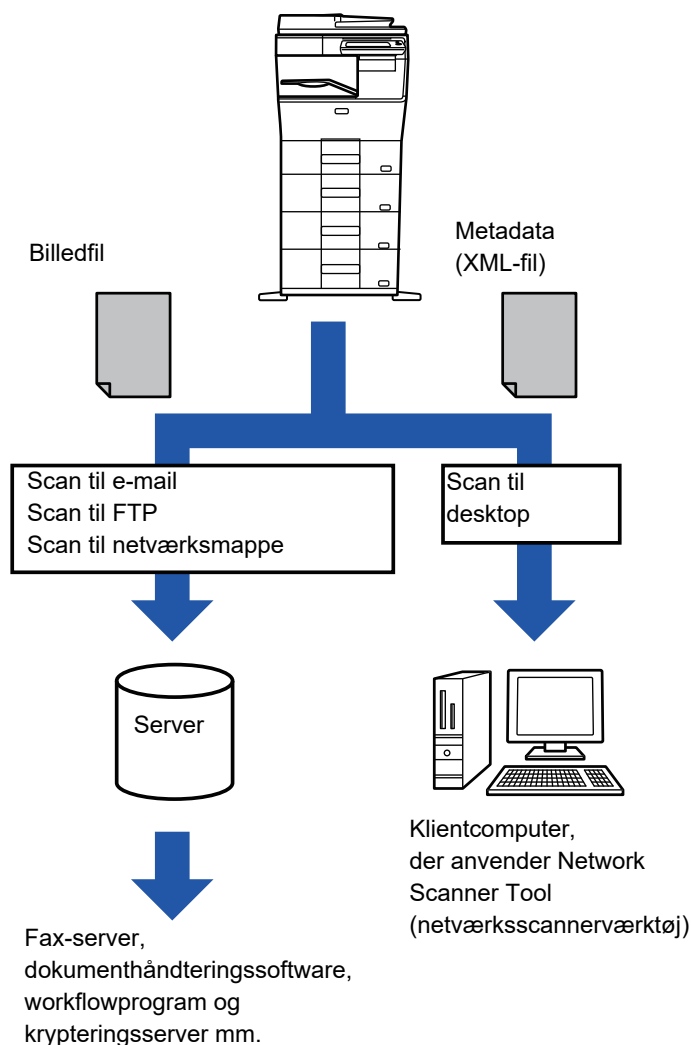 Billedfil
Metadata
(XML-fil)
Scan til e-mail
Scan til FTP
Scan til netværksmappe
Scan til
desktop
Server
Klientcomputer,
der anvender Network
Scanner Tool
(netværksscannerværktøj)
Fax-server,
dokumenthåndteringssoftware,
workflowprogram og
krypteringsserver mm.